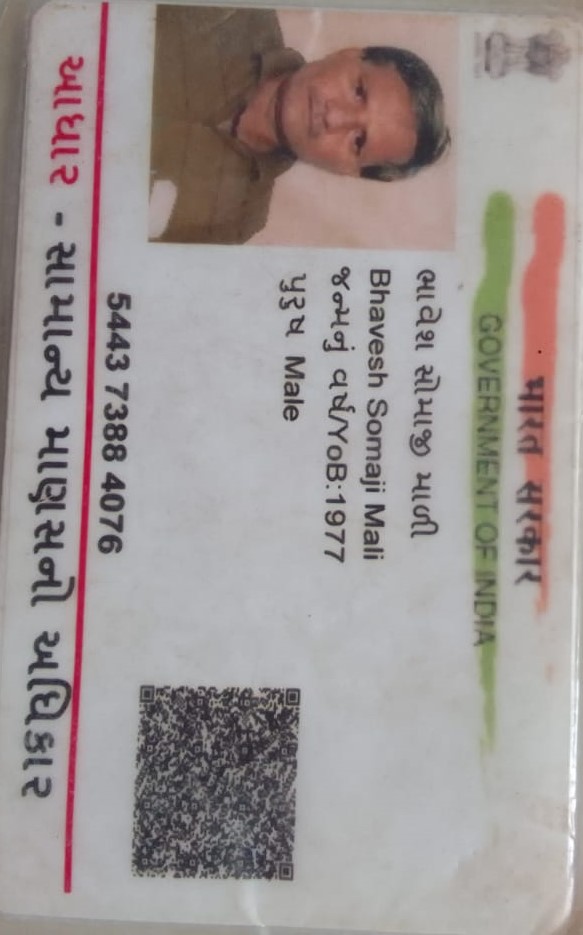 भारत सरकार
GOVERNMENT OF INDIA
ભાવેશ સોમાજી માળી
Bhavesh Somaji Mali
જન્મનું વર્ષ/YoB:1977
પુરુષ Male
5443 7388 4076
આધાર - સામાન્ય માણસનો અધિકાર